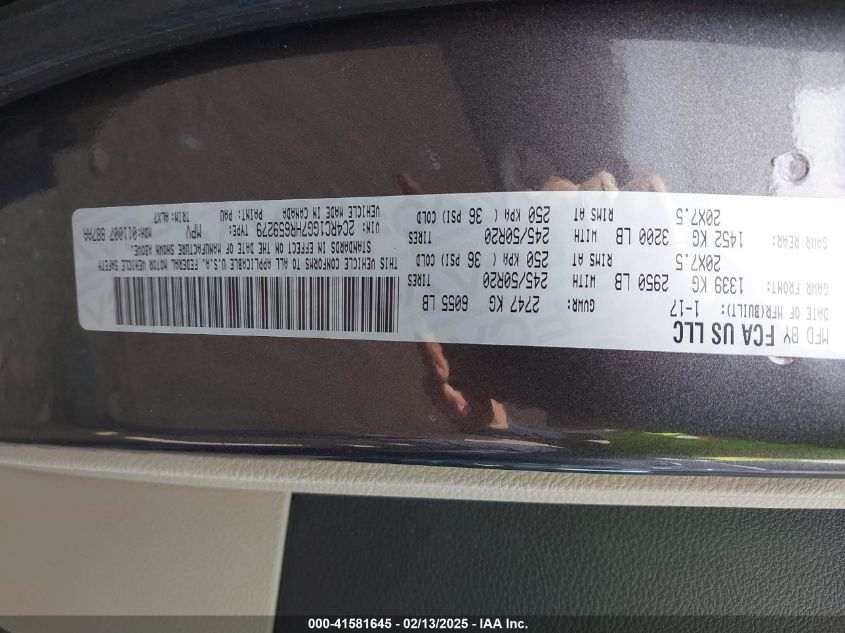 MFD BY FCA US LLC
DATE OF MFR(BUILT): 1-17 GVWR: 2747 KG 6055 LB
GAWR FRONT: 1339 KG 2950 LB WITH 245/50R20 TIRES
20X7.5 RIMS AT 250 KPA ( 36 PSI) COLD
GAWR REAR: 1452 KG 3200 LB WITH 245/50R20 TIRES
20X7.5 RIMS AT 250 KPA ( 36 PSI) COLD
THIS VEHICLE CONFORMS TO ALL APPLICABLE U.S.A. FEDERAL MOTOR VEHICLE SAFETY
STANDARDS IN EFFECT ON THE DATE OF MANUFACTURE SHOWN ABOVE.
VIN: 2C4RC1GG7HR659279 TYPE: MPV MDH:011007 687AA
VEHICLE MADE IN CANADA PAINT: PAU TRIM: ALX7
000-41581645 — 02/13/2025 — IAA Inc.